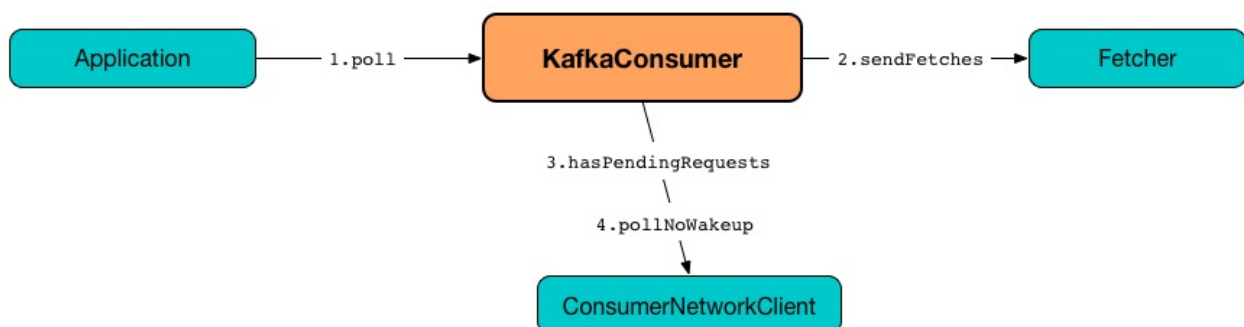 Application
1.poll
KafkaConsumer
2.sendFetches
Fetcher
3.hasPendingRequests
4.pollNoWakeup
ConsumerNetworkClient